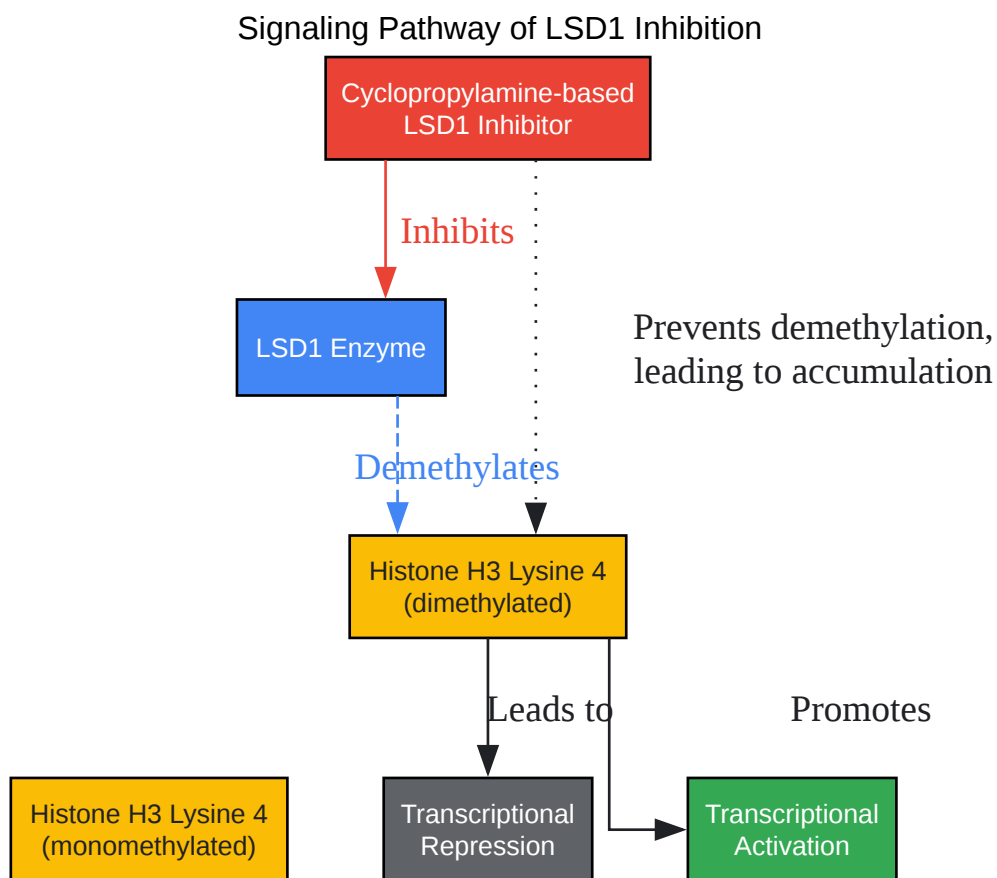 Signaling Pathway of LSD1 Inhibition
Cyclopropylamine-based
LSD1 Inhibitor
Inhibits
LSD1 Enzyme
Prevents demethylation,
leading to accumulation
Demethylates
Histone H3 Lysine 4
(dimethylated)
Leads to
Promotes
Histone H3 Lysine 4
(monomethylated)
Transcriptional
Repression
Transcriptional
Activation